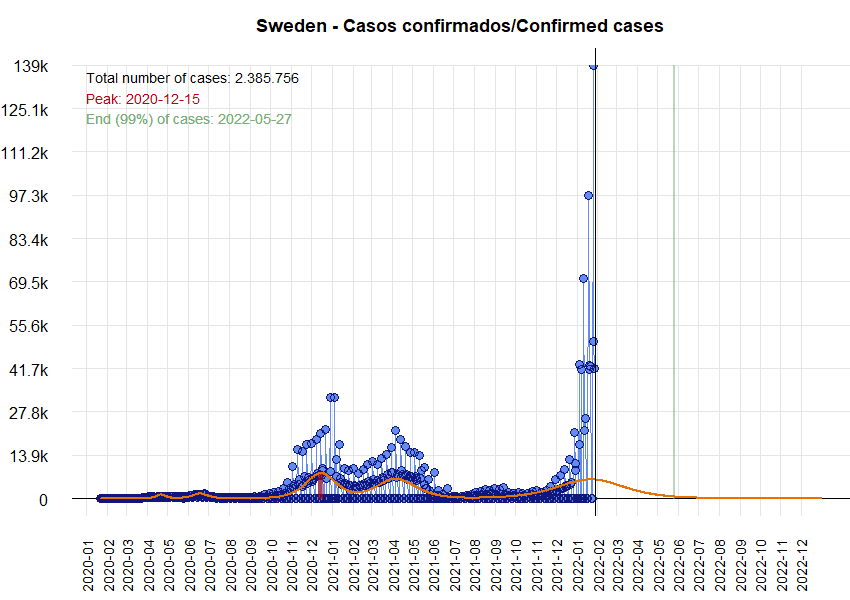 Sweden - Casos confirmados/Confirmed cases
139k
Total number of cases: 2.385.756
Peak: 2020-12-15
End (99%) of cases: 2022-05-27
125.1k
111.2k
97.3k
83.4k
69.5k
55.6k
41.7k
27.8k
13.9k
0
2020-01
2020-02
2020-03
2020-04
2020-05
2020-06
2020-07
2020-08
2020-09
2020-10
2020-11
2020-12
2021-01
2021-02
2021-03
2021-04
2021-05
2021-06
2021-07
2021-08
2021-09
2021-10
2021-11
2021-12
2022-01
2022-02
2022-03
2022-04
2022-05
2022-06
2022-07
2022-08
2022-09
2022-10
2022-11
2022-12